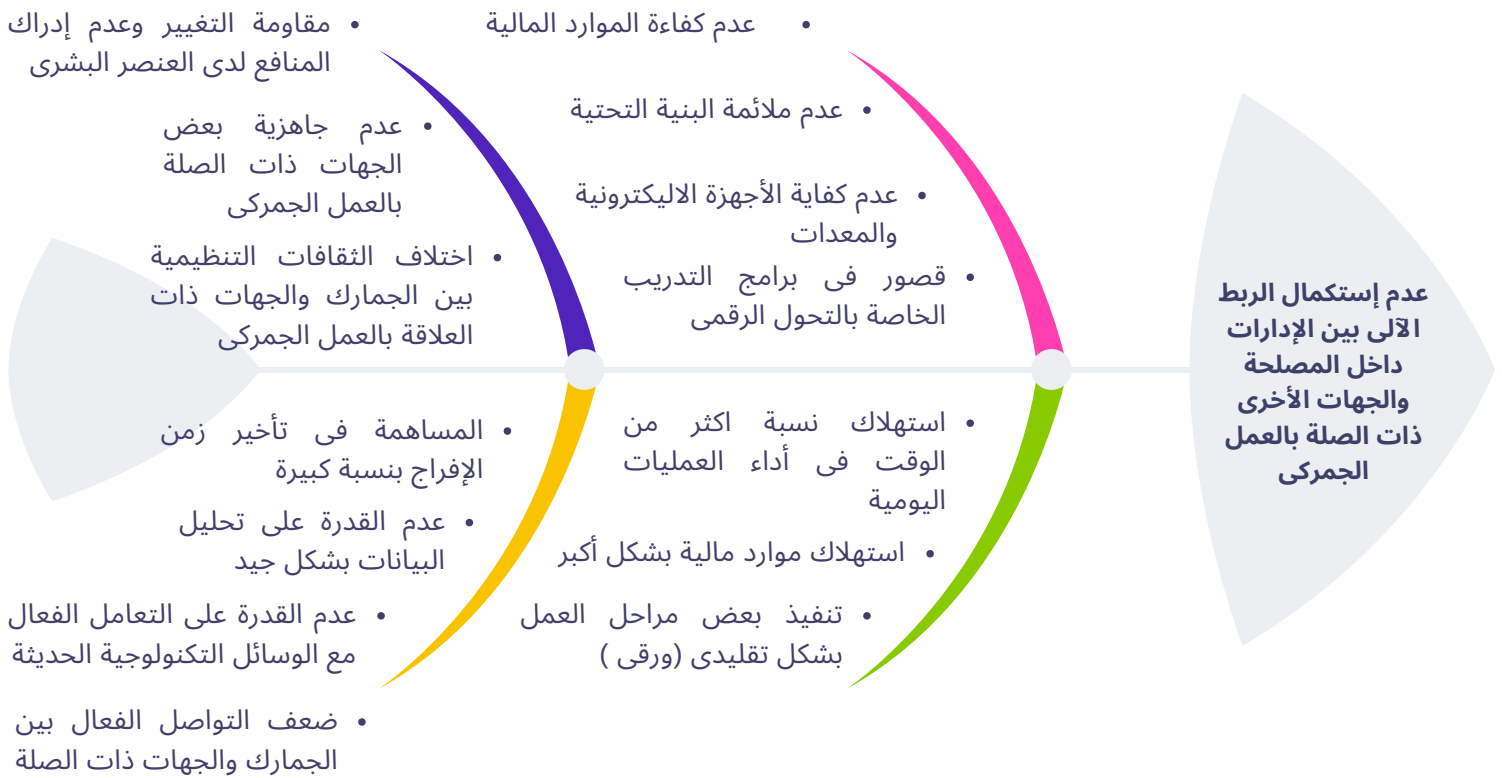 عدم إستكمال الربط
الآلى بين الإدارات
داخل المصلحة
والجهات الأخرى
ذات الصلة بالعمل
الجمركى
• عدم كفاءة الموارد المالية
• عدم ملائمة البنية التحتية
• عدم كفاية الأجهزة الاليكترونية
والمعدات
• قصور فى برامج التدريب
الخاصة بالتحول الرقمى
• مقاومة التغيير وعدم إدراك
المنافع لدى العنصر البشرى
• عدم جاهزية بعض
الجهات ذات الصلة
بالعمل الجمركى
• اختلاف الثقافات التنظيمية
بين الجمارك والجهات ذات
العلاقة بالعمل الجمركى
• استهلاك نسبة اكثر من
الوقت فى أداء العمليات
اليومية
• استهلاك موارد مالية بشكل أكبر
• تنفيذ بعض مراحل العمل
بشكل تقليدى (ورقى )
• المساهمة فى تأخير زمن
الإفراج بنسبة كبيرة
• عدم القدرة على تحليل
البيانات بشكل جيد
• عدم القدرة على التعامل الفعال
مع الوسائل التكنولوجية الحديثة
• ضعف التواصل الفعال بين
الجمارك والجهات ذات الصلة